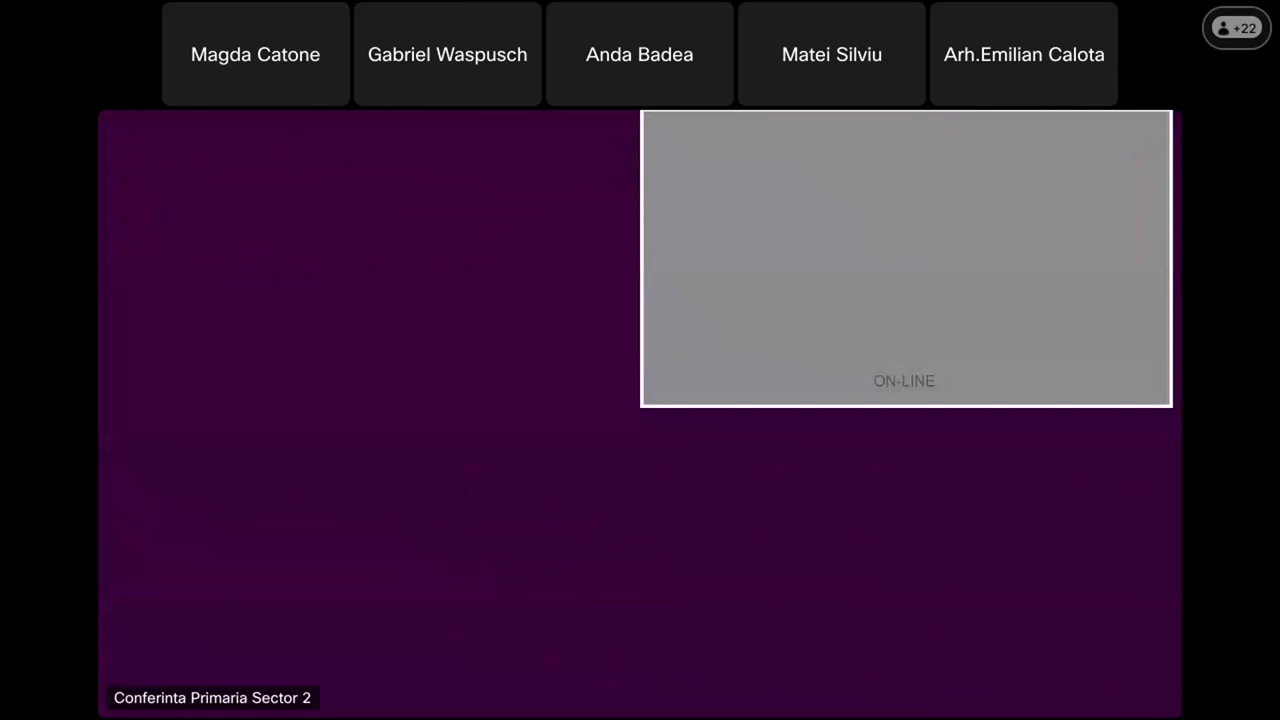 Magda Catone
Gabriel Waspusch
Anda Badea
Matei Silviu
Arh.Emilian Calota
+22
ON-LINE
Conferinta Primaria Sector 2